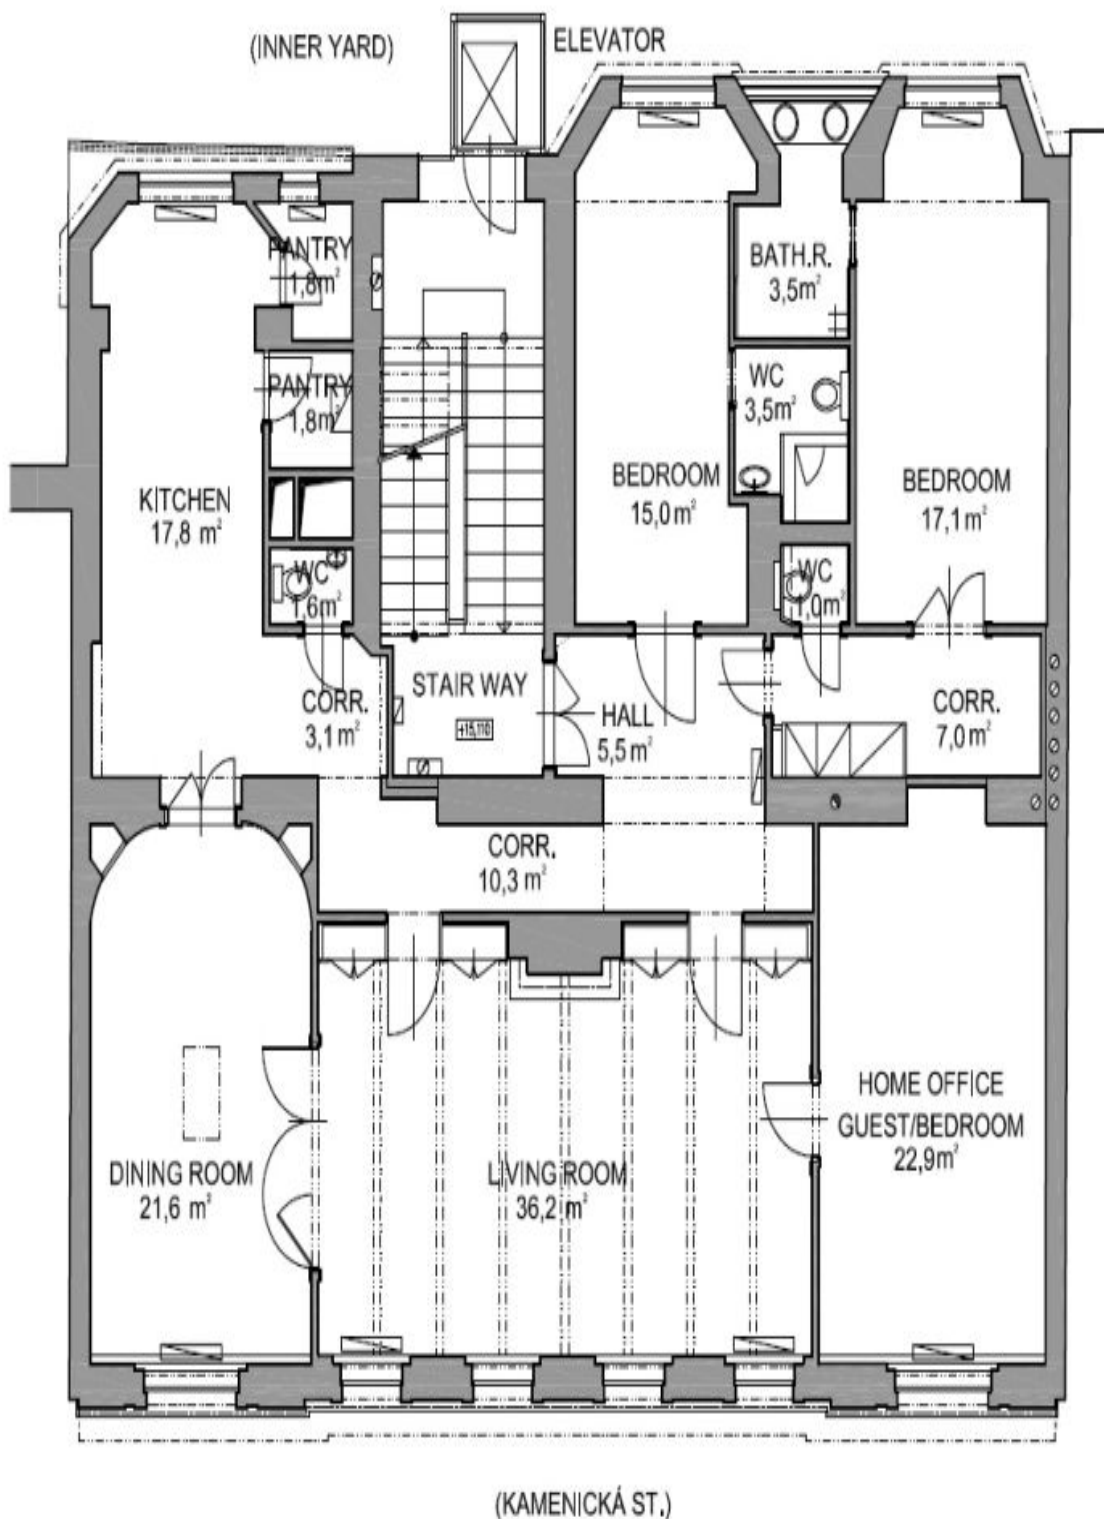 (INNER YARD)
ELEVATOR
PANTRY
1,8m²
BATH.R.
3,5m²
PANTRY
1,8m²
WC
3,5m²
KITCHEN
17,8 m²
BEDROOM
15,0m²
BEDROOM
17,1m²
WC
1,6m²
WC
1,0m²
STAIR WAY
+15,110
CORR.
3,1m²
HALL
5,5m²
CORR.
7,0m²
CORR.
10,3 m²
HOME OFFICE
GUEST/BEDROOM
22,9m²
DINING ROOM
21,6 m²
LIVING ROOM
36,2 m²
(KAMENICKÁ ST.)